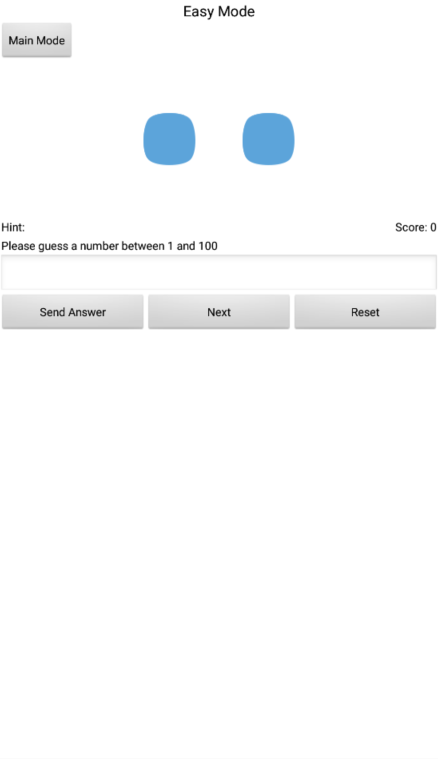 Easy Mode
Main Mode
Hint:
Score: 0
Please guess a number between 1 and 100
Send Answer
Next
Reset